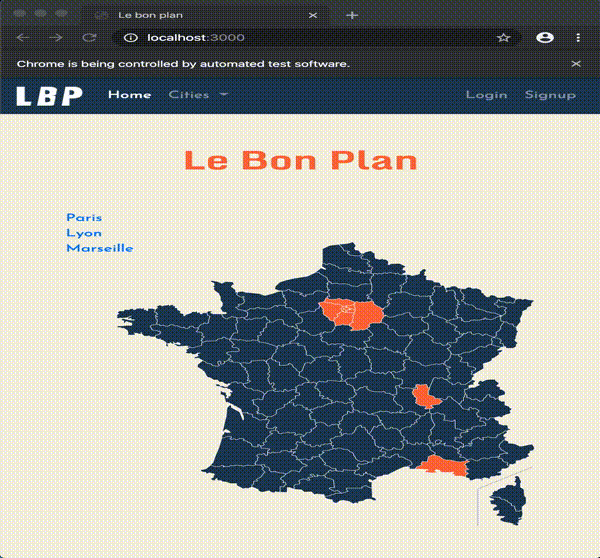 Le bon plan
localhost:3000
Chrome is being controlled by automated test software.
LBP Home Cities Login Signup
Le Bon Plan
Paris
Lyon
Marseille